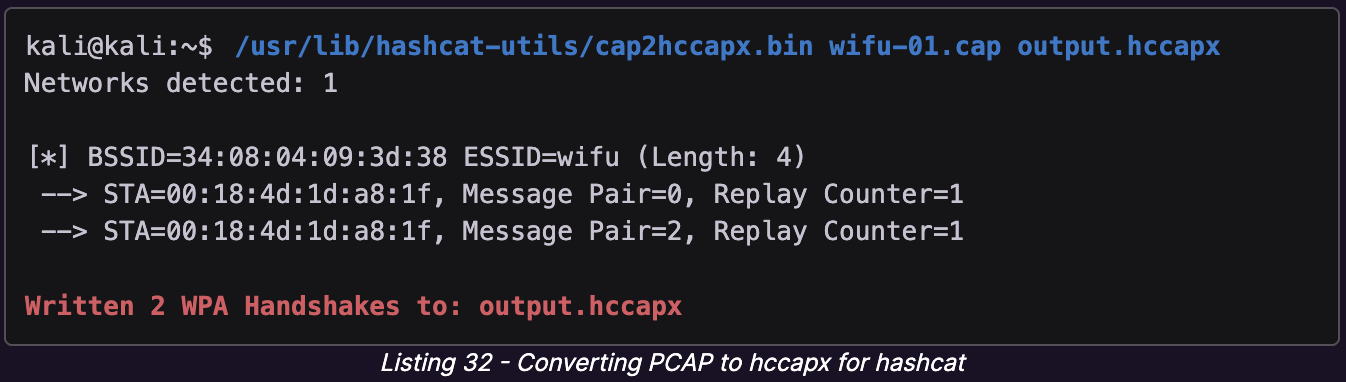 kali@kali:~$ /usr/lib/hashcat-utils/cap2hccapx.bin wifu-01.cap output.hccapx
Networks detected: 1
[*] BSSID=34:08:04:09:3d:38 ESSID=wifu (Length: 4)
--> STA=00:18:4d:1d:a8:1f, Message Pair=0, Replay Counter=1
--> STA=00:18:4d:1d:a8:1f, Message Pair=2, Replay Counter=1
Written 2 WPA Handshakes to: output.hccapx
Listing 32 - Converting PCAP to hccapx for hashcat